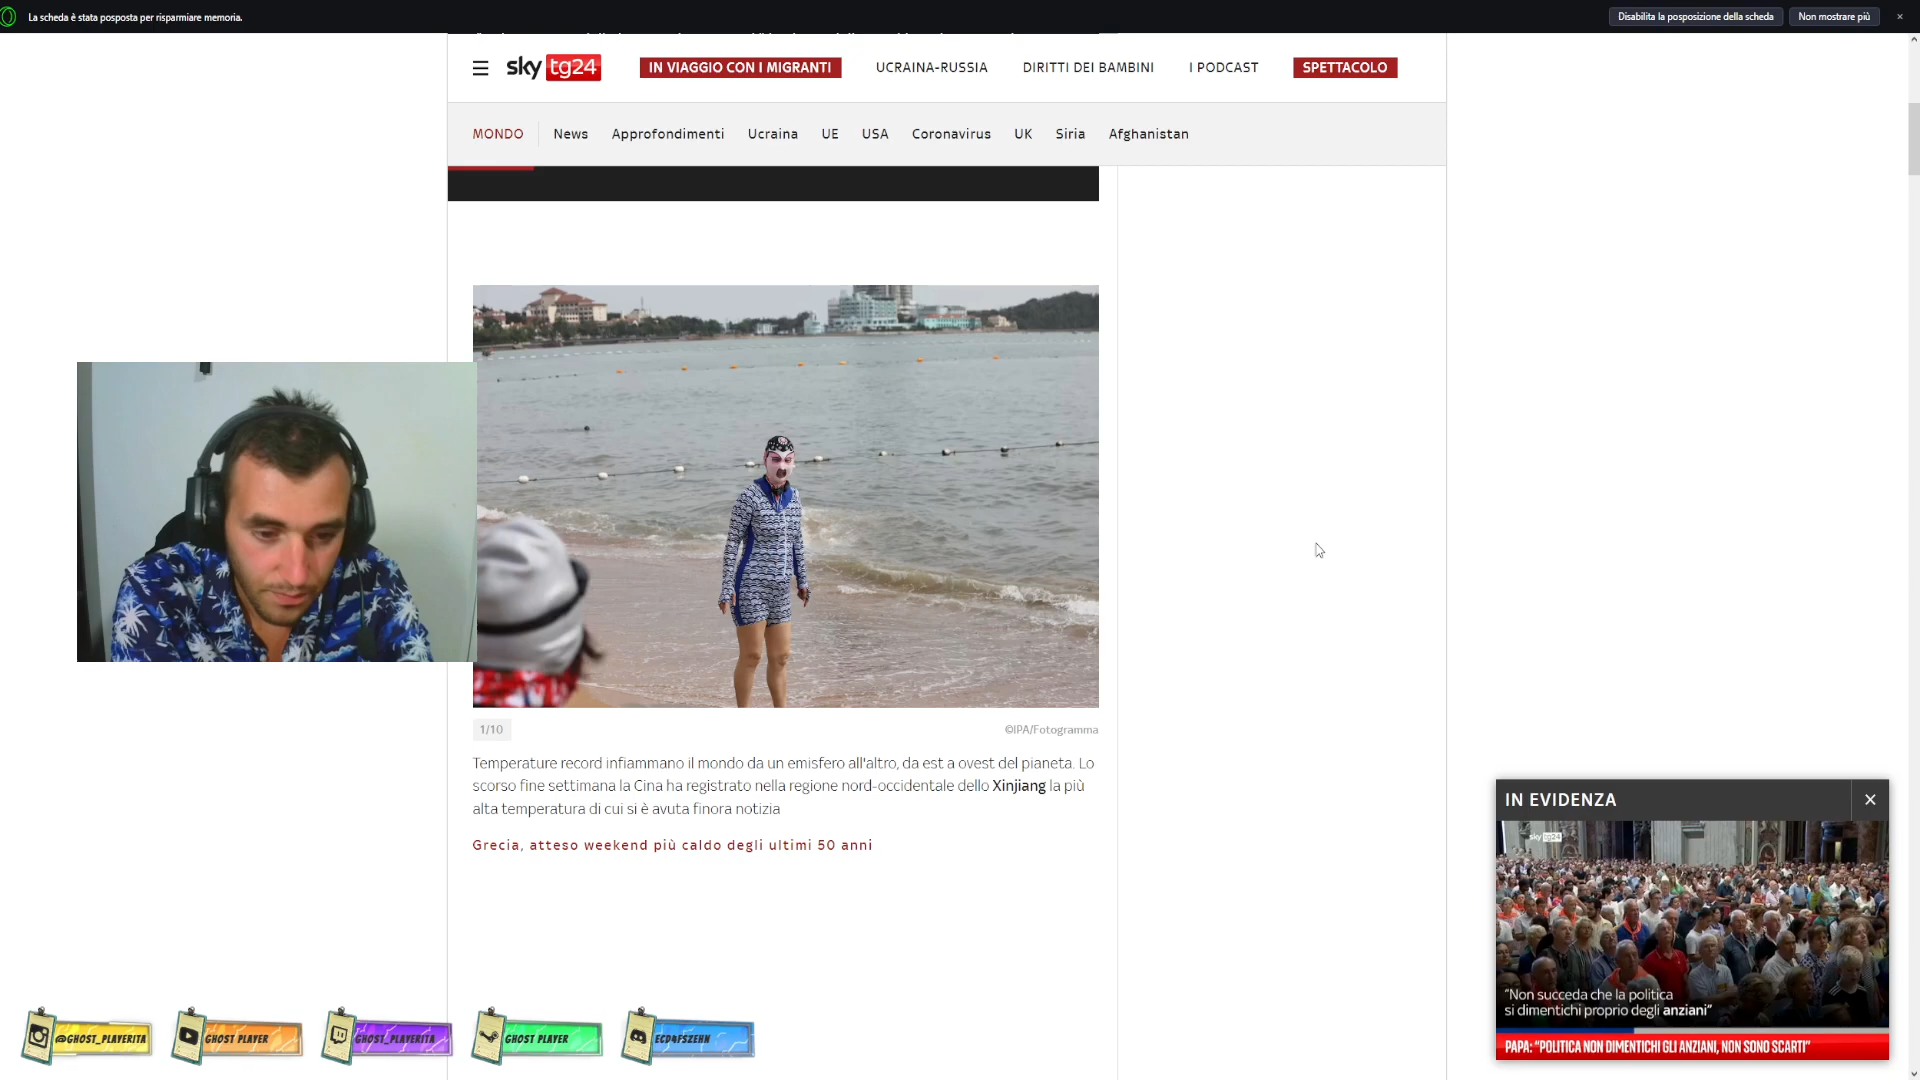 La scheda è stata posposta per risparmiare memoria.
Disabilita la posposizione della scheda
Non mostrare più
sky tg24
IN VIAGGIO CON I MIGRANTI
UCRAINA-RUSSIA
DIRITTI DEI BAMBINI
I PODCAST
SPETTACOLO
MONDO
News
Approfondimenti
Ucraina
UE
USA
Coronavirus
UK
Siria
Afghanistan
1/10
©IPA/Fotogramma
Temperature record infiammano il mondo da un emisfero all'altro, da est a ovest del pianeta. Lo
scorso fine settimana la Cina ha registrato nella regione nord-occidentale dello Xinjiang la più
alta temperatura di cui si è avuta finora notizia
Grecia, atteso weekend più caldo degli ultimi 50 anni
IN EVIDENZA
sky tg24
"Non succeda che la politica
si dimentichi proprio degli anziani"
PAPA: "POLITICA NON DIMENTICHI GLI ANZIANI, NON SONO SCARTI"
@GHOST_PLAYERITA
GHOST PLAYER
GHOST_PLAYERITA
GHOST PLAYER
ECD4FSZEHN